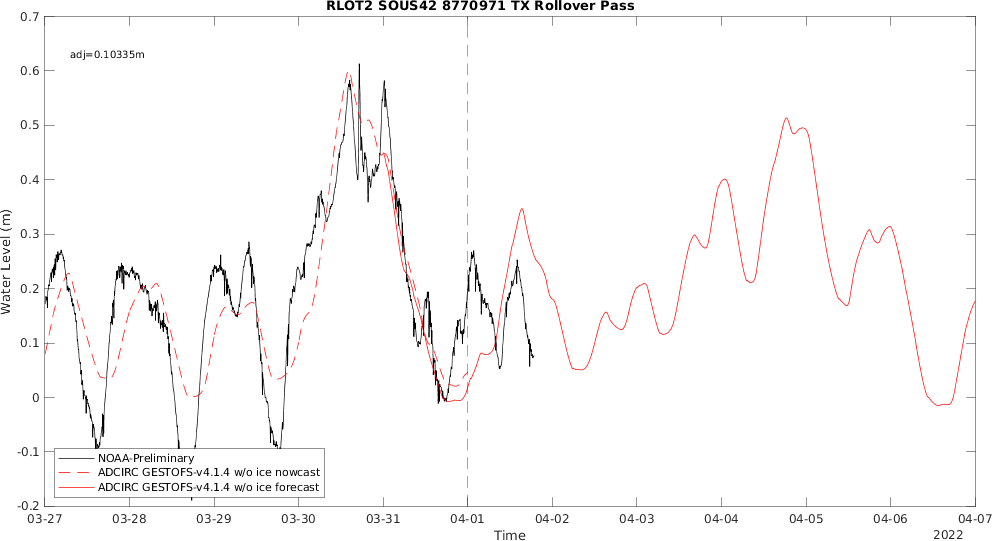 RLOT2 SOUS42 8770971 TX Rollover Pass
adj=0.10335m
0.7
0.6
0.5
0.4
0.3
0.2
0.1
0
-0.1
-0.2
Water Level (m)
NOAA-Preliminary
ADCIRC GESTOFS-v4.1.4 w/o ice nowcast
ADCIRC GESTOFS-v4.1.4 w/o ice forecast
03-27 03-28 03-29 03-30 03-31 04-01 04-02 04-03 04-04 04-05 04-06 04-07
Time
2022